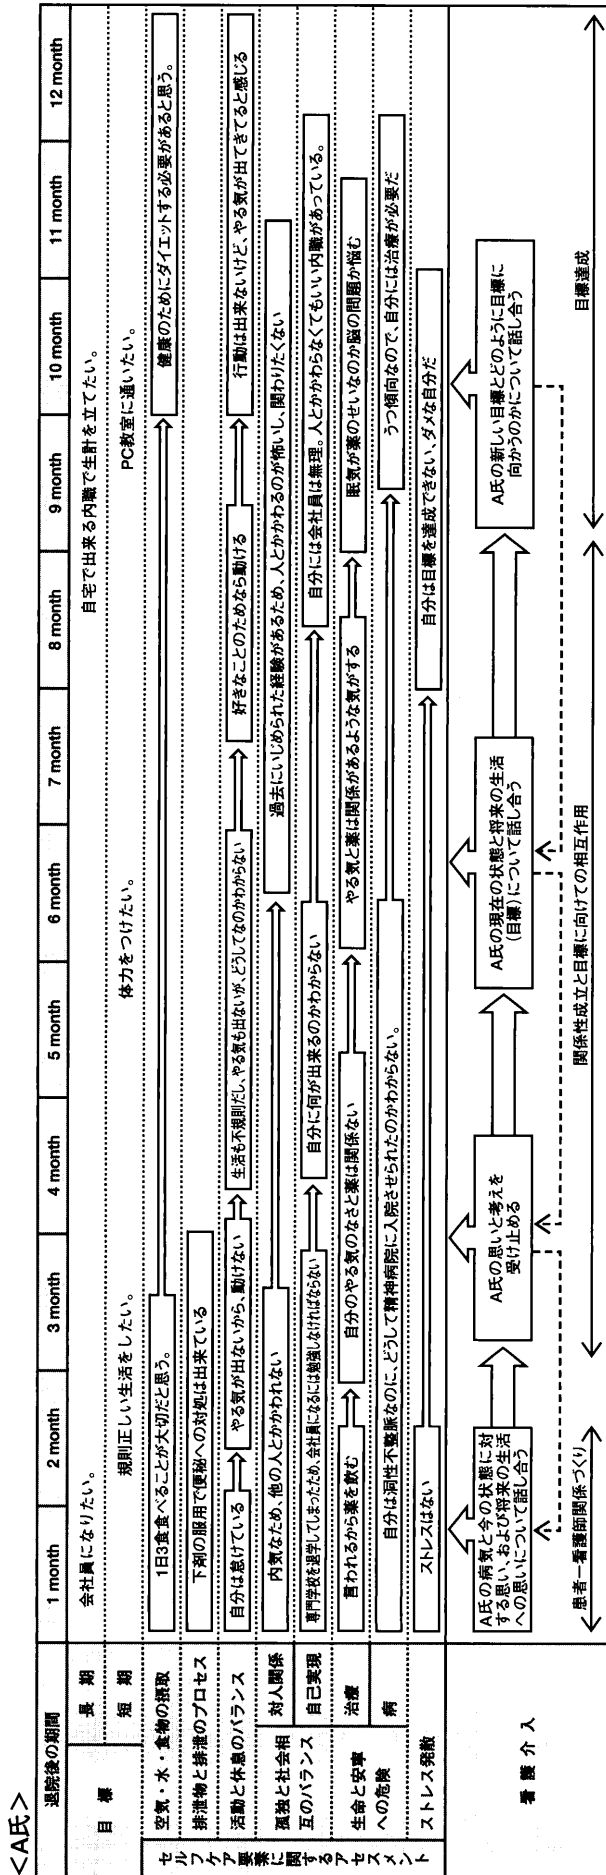 <A氏>
退院後の期間
1 month
2 month
3 month
4 month
5 month
6 month
7 month
8 month
9 month
10 month
11 month
12 month
目標
長期
会社員になりたい。
自宅で出来る内職で生計を立てたい。
短期
規則正しい生活をしたい。
体力をつけたい。
PC教室に通いたい。
セルフケア要素に関するアセスメント
空気・水・食物の摂取
1日3食食べることが大切だと思う。
健康のためにダイエットする必要があると思う。
排泄物と排泄のプロセス
下剤の服用で便秘への対処は出来ている
活動と休息のバランス
自分は怠けている
やる気が出ないから、動けない
生活も不規則だし、やる気も出ないが、どうしてなのかわからない
好きなことのためなら動ける
行動は出来ないけど、やる気が出てきてると感じる
孤独と社会相
互のバランス
対人関係
内気なため、他の人とかかわれない
過去にいじめられた経験があるため、人とかかわるのが怖いし、関わりたくない
自己実現
専門学校を退学してしまったため、会社員になるには勉強しなければならない
自分に何が出来るのかわからない
自分には会社員は無理。人とかかわらなくてもいい内職があっている。
生命と安寧
への危険
治療
言われるから薬を飲む
自分のやる気のなさと薬は関係ない
やる気と薬は関係があるような気がする
眠気が薬のせいなのか脳の問題か悩む
病
自分は洞性不整脈なのに、どうして精神病院に入院させられたのかわからない。
うつ傾向なので、自分には治療が必要だ
ストレス発散
ストレスはない
自分は目標を達成できない、ダメな自分だ
看護介入
A氏の病気と今の状態に対
する思い、および将来の生活
への思いについて話し合う
A氏の思いと考えを
受け止める
A氏の現在の状態と将来の生活
(目標)について話し合う
A氏の新しい目標とどのように目標に
向かうのかについて話し合う
患者ー看護師関係づくり
関係性成立と目標に向けての相互作用
目標達成